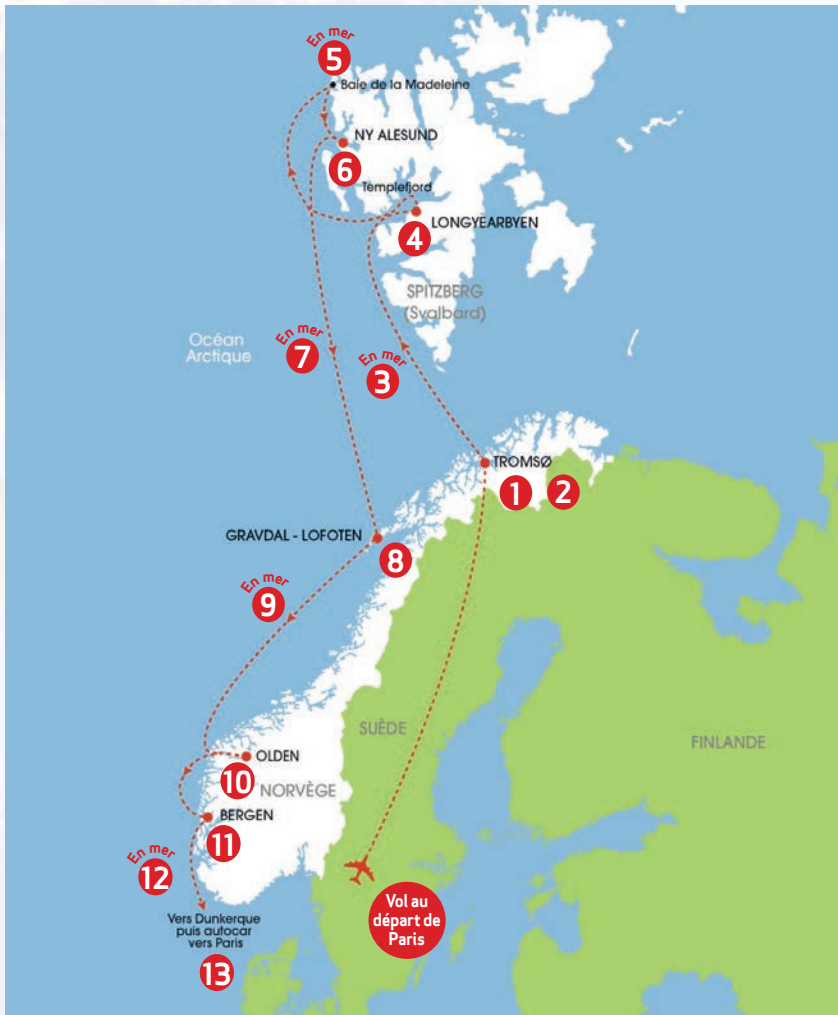 En mer
5
Baie de la Madeleine
NY ALESUND
6
Templefjord
LONGYEARBYEN
4
SPITZBERG
(Svalbard)
Océan
Arctique
En mer
7
En mer
3
TROMSØ
1
2
GRAVDAL - LOFOTEN
8
En mer
9
SUÈDE
FINLANDE
OLDEN
10
NORVÈGE
BERGEN
11
En mer
12
Vol au
départ de
Paris
Vers Dunkerque
puis autocar
vers Paris
13